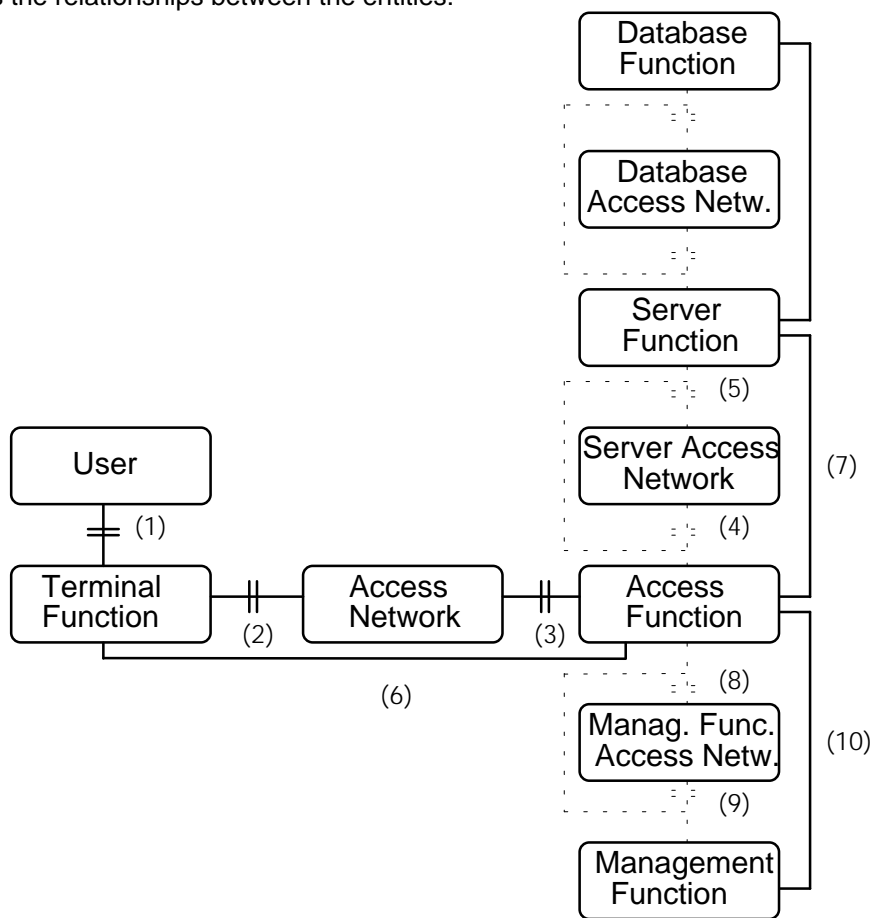 s the relationships between the entities.
Database
Function
Database
Access Netw.
Server
Function
(5)
User
Server Access
Network
(7)
(1)
(4)
Terminal
Function
Access
Network
Access
Function
(2)
(3)
(6)
(8)
Manag. Func.
Access Netw.
(10)
(9)
Management
Function